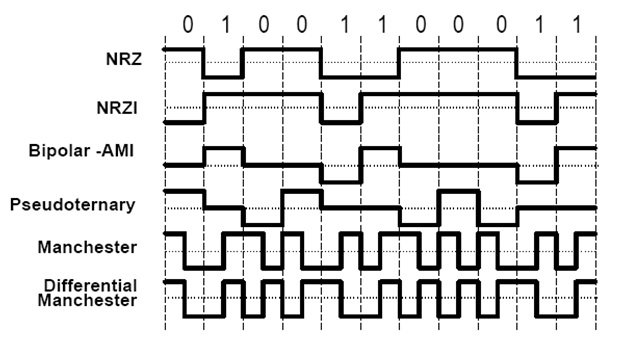 0 1 0 0 1 1 0 0 0 1 1
NRZ
NRZI
Bipolar -AMI
Pseudoternary
Manchester
Differential
Manchester